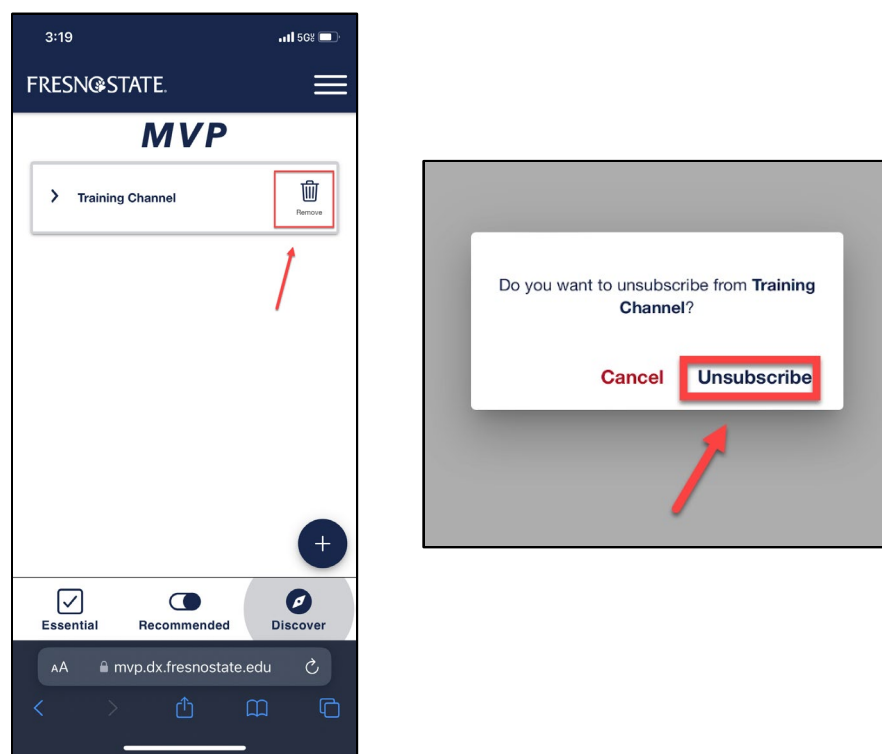 3:19
5G
FRESNO STATE.
MVP
Training Channel
Remove
Essential
Recommended
Discover
AA
mvp.dx.fresnostate.edu
Do you want to unsubscribe from Training
Channel?
Cancel
Unsubscribe